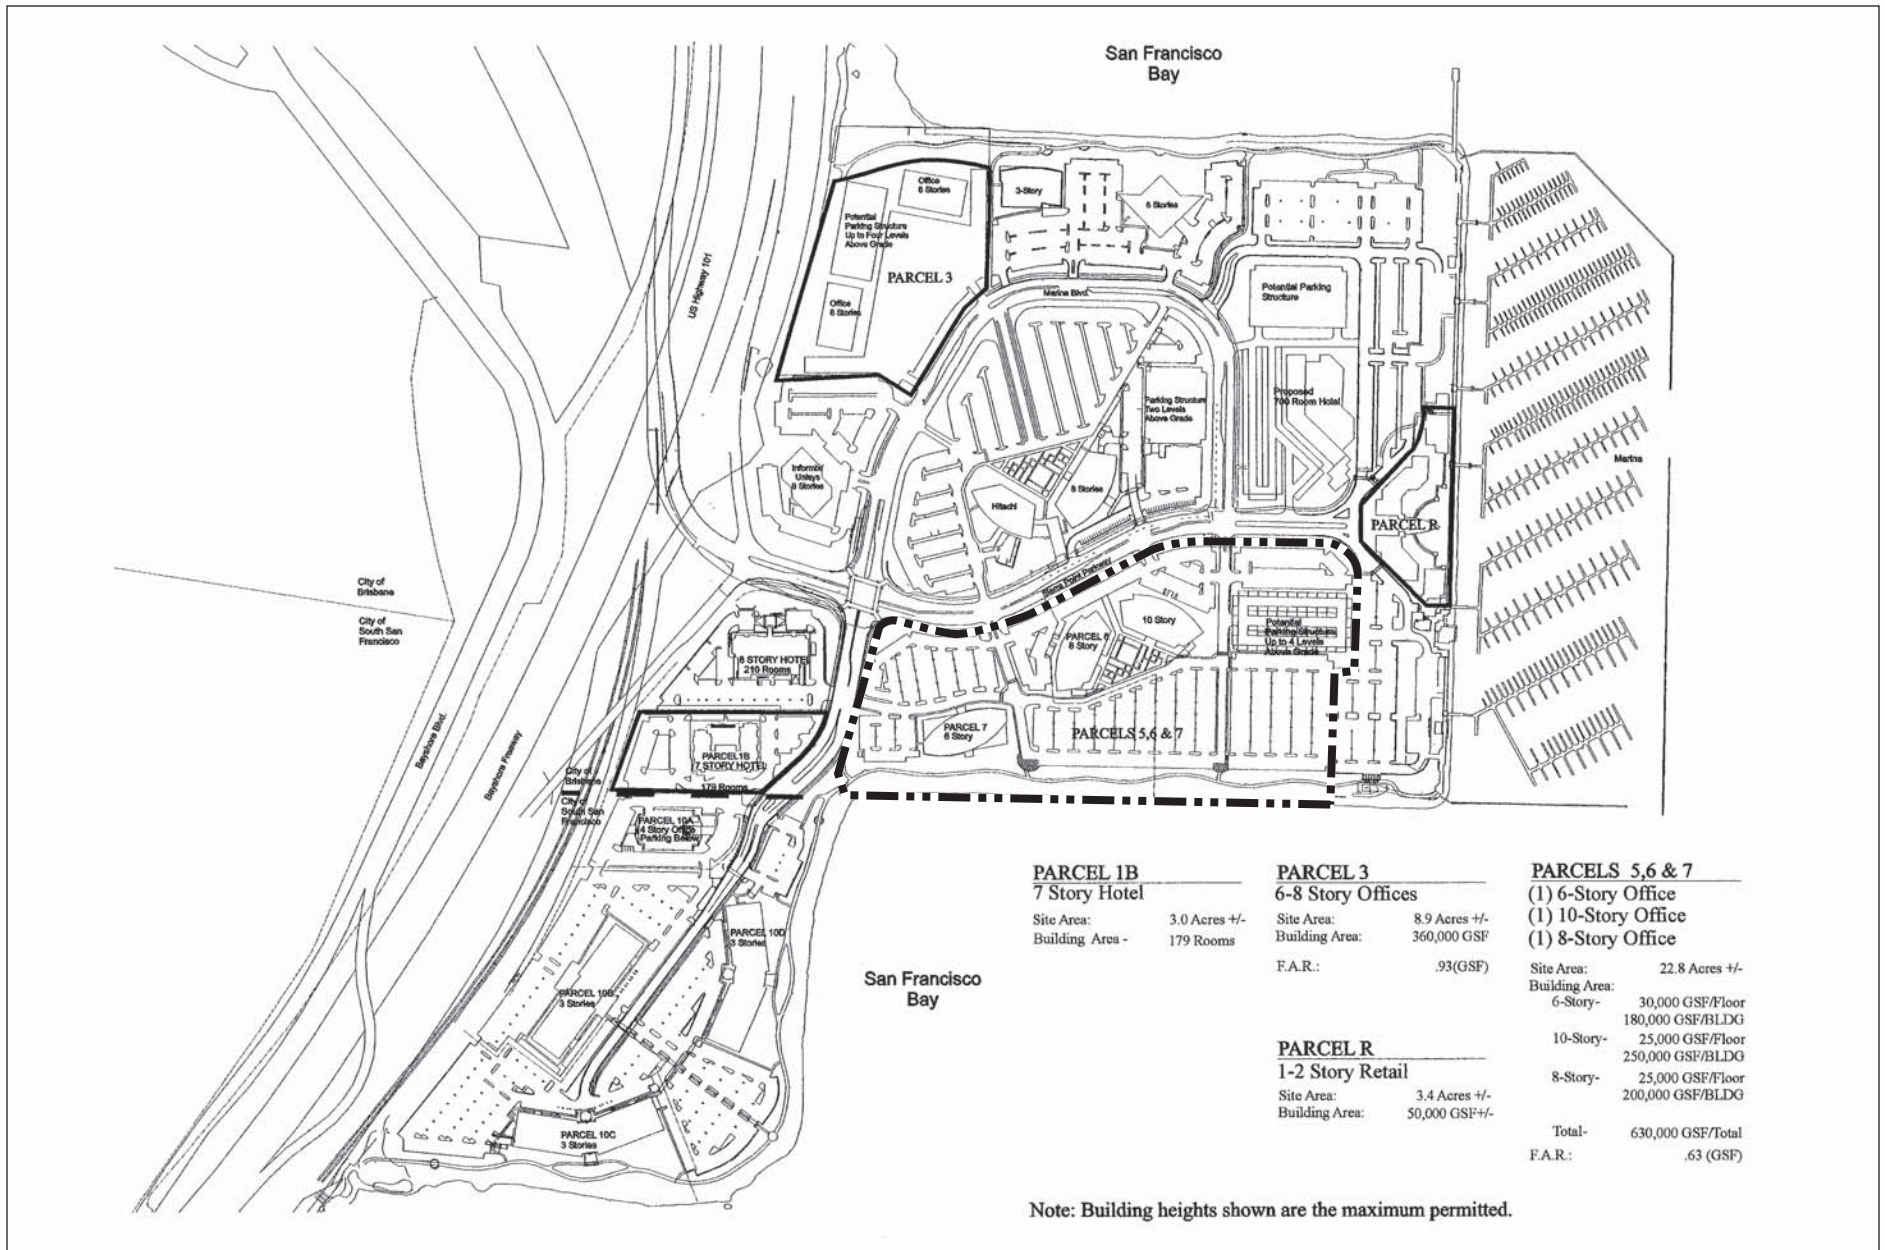 San Francisco
Bay
Office
6 Stories
3-Story
6 Stories
Potential
Parking Structure
Up to Four Levels
Above Grade
PARCEL 3
US Highway 101
Office
8 Stories
Marina Blvd.
Potential Parking
Structure
Parking Structure
Two Levels
Above Grade
Proposed
700 Room Hotel
Marina
Informix/
Unisys
8 Stories
8 Stories
Hitachi
PARCEL R
Sierra Point Parkway
City of
Brisbane
City of
South San
Francisco
10 Story
PARCEL 6
8 Story
Potential
Parking Structure
Up to 4 Levels
Above Grade
8 STORY HOTEL
210 Rooms
PARCEL 7
6 Story
PARCELS 5,6 & 7
Bayshore Blvd.
Bayshore Freeway
PARCEL 1B
7 STORY HOTEL
179 Rooms
City of
Brisbane
City of
South San
Francisco
PARCEL 10A
4 Story Office
Parking Below
PARCEL 10D
3 Stories
PARCEL 10B
3 Stories
PARCEL 10C
3 Stories
San Francisco
Bay
PARCEL 1B
7 Story Hotel
Site Area: 3.0 Acres +/-
Building Area - 179 Rooms
PARCEL 3
6-8 Story Offices
Site Area: 8.9 Acres +/-
Building Area: 360,000 GSF
F.A.R.: .93(GSF)
PARCEL R
1-2 Story Retail
Site Area: 3.4 Acres +/-
Building Area: 50,000 GSF+/-
PARCELS 5,6 & 7
(1) 6-Story Office
(1) 10-Story Office
(1) 8-Story Office
Site Area: 22.8 Acres +/-
Building Area:
6-Story- 30,000 GSF/Floor
180,000 GSF/BLDG
10-Story- 25,000 GSF/Floor
250,000 GSF/BLDG
8-Story- 25,000 GSF/Floor
200,000 GSF/BLDG
Total- 630,000 GSF/Total
F.A.R.: .63 (GSF)
Note: Building heights shown are the maximum permitted.